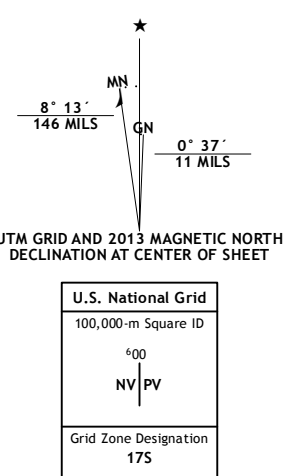 ★
MN
GN
8° 13´
146 MILS
0° 37´
11 MILS
UTM GRID AND 2013 MAGNETIC NORTH
DECLINATION AT CENTER OF SHEET
U.S. National Grid
100,000-m Square ID
⁶00
NV PV
Grid Zone Designation
17S